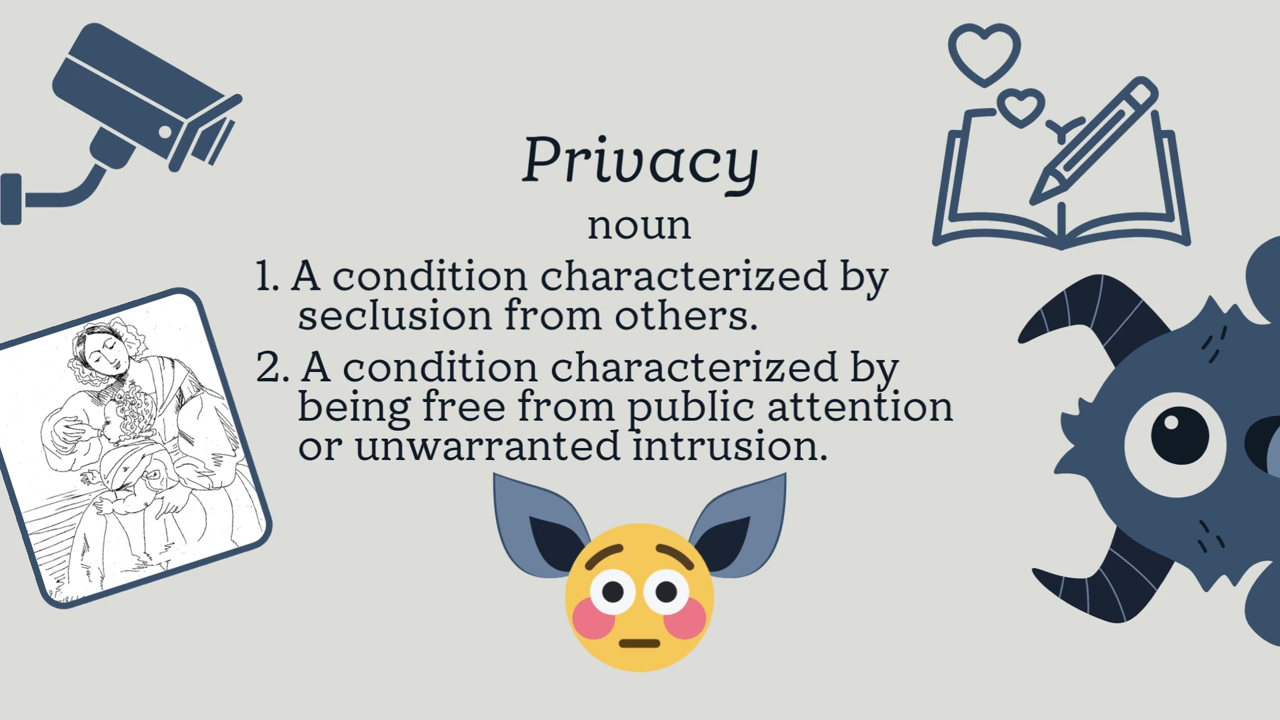 Privacy
noun
1. A condition characterized by
seclusion from others.
2. A condition characterized by
being free from public attention
or unwarranted intrusion.